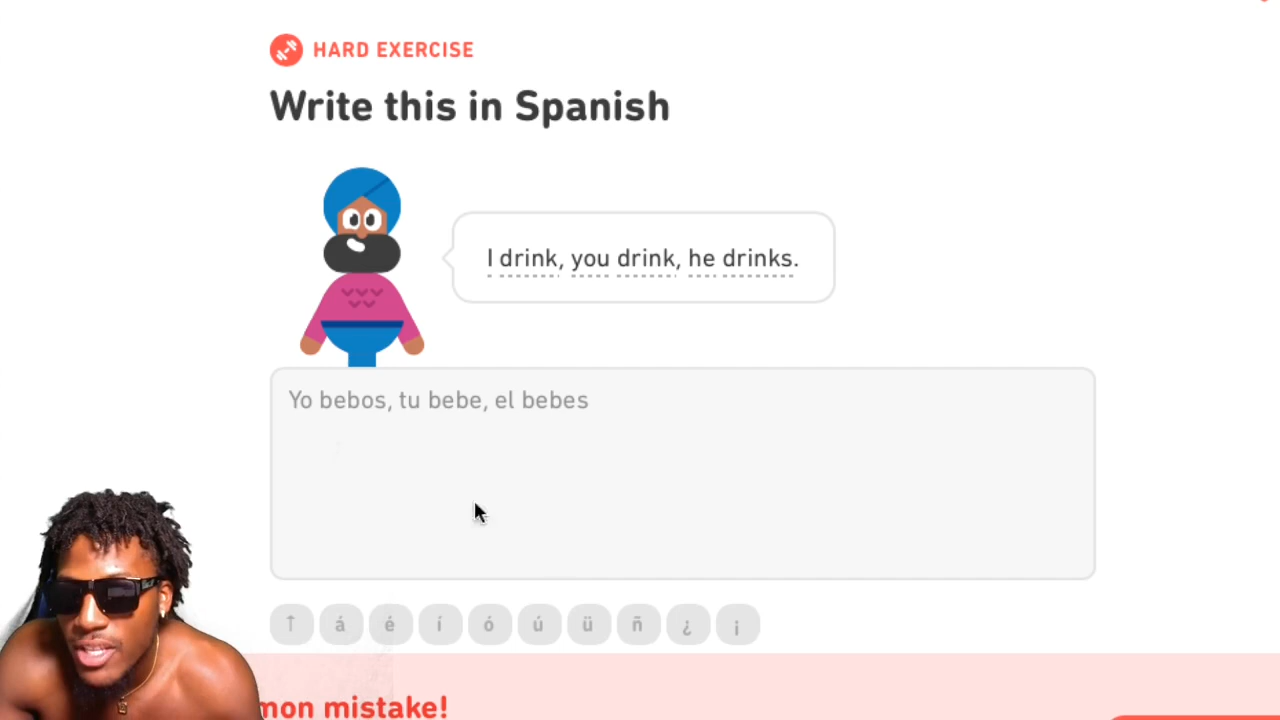 HARD EXERCISE
Write this in Spanish
I drink, you drink, he drinks.
Yo bebos, tu bebe, el bebes
↑ á é í ó ú ü ñ ¿ ¡
mon mistake!